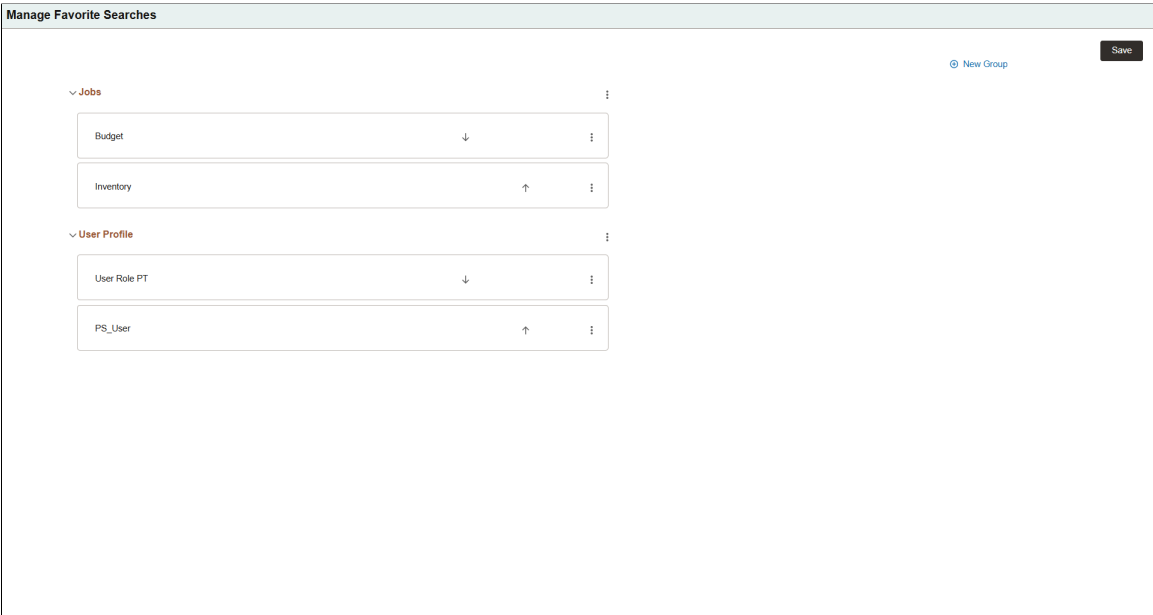 Manage Favorite Searches
Save
New Group
Jobs
Budget
Inventory
User Profile
User Role PT
PS_User